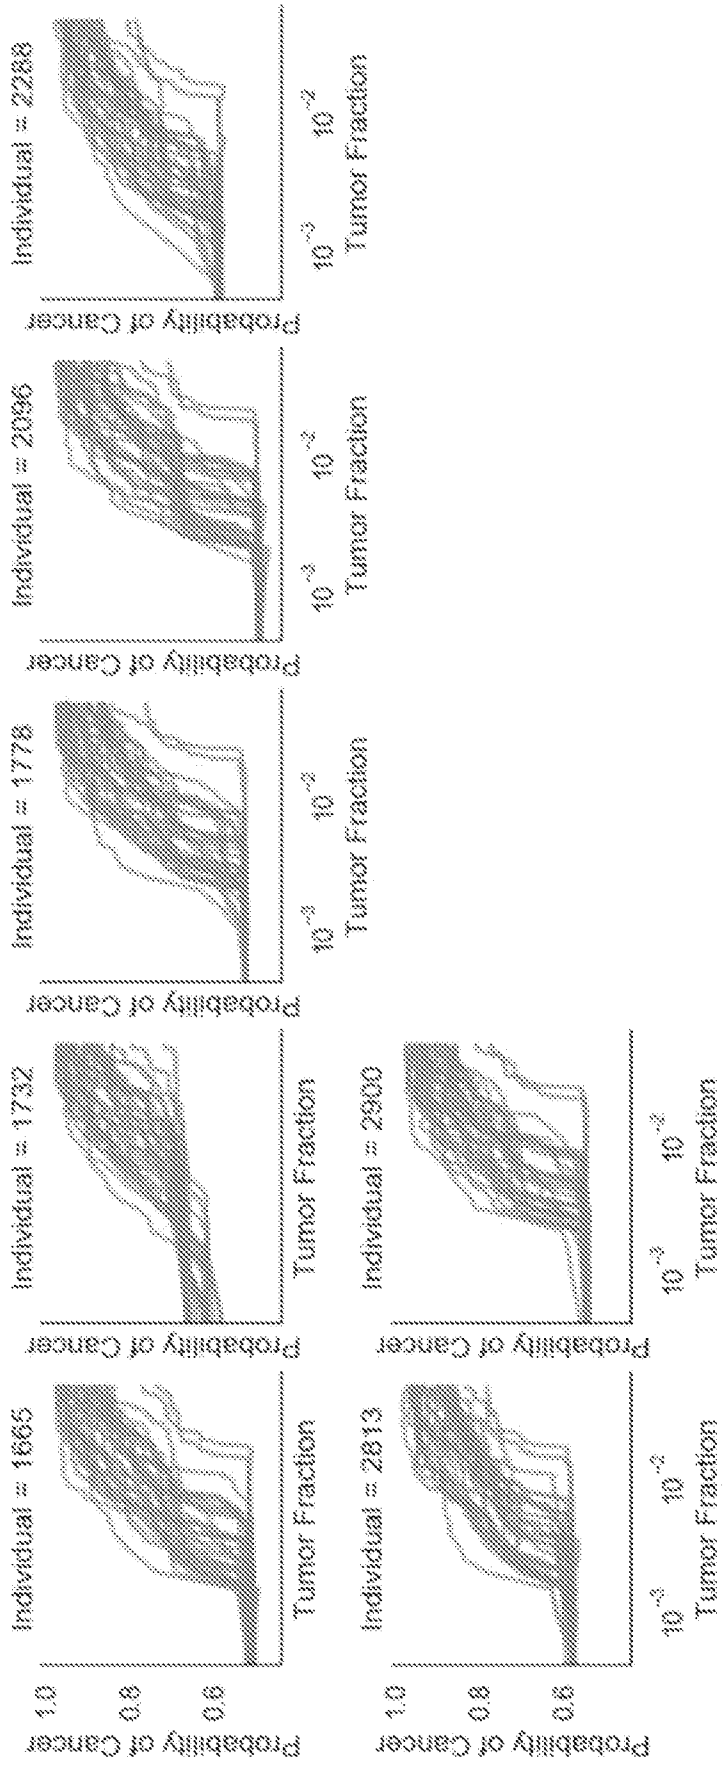 Individual = 1665
Probability of Cancer
1.0
0.8
0.6
Tumor Fraction
Individual = 1732
Probability of Cancer
Tumor Fraction
Individual = 1778
Probability of Cancer
10⁻³ 10⁻²
Tumor Fraction
Individual = 2096
Probability of Cancer
10⁻³ 10⁻²
Tumor Fraction
Individual = 2288
Probability of Cancer
10⁻³ 10⁻²
Tumor Fraction
Individual = 2813
Probability of Cancer
1.0
0.8
0.6
10⁻³ 10⁻²
Tumor Fraction
Individual = 2900
Probability of Cancer
10⁻³ 10⁻²
Tumor Fraction